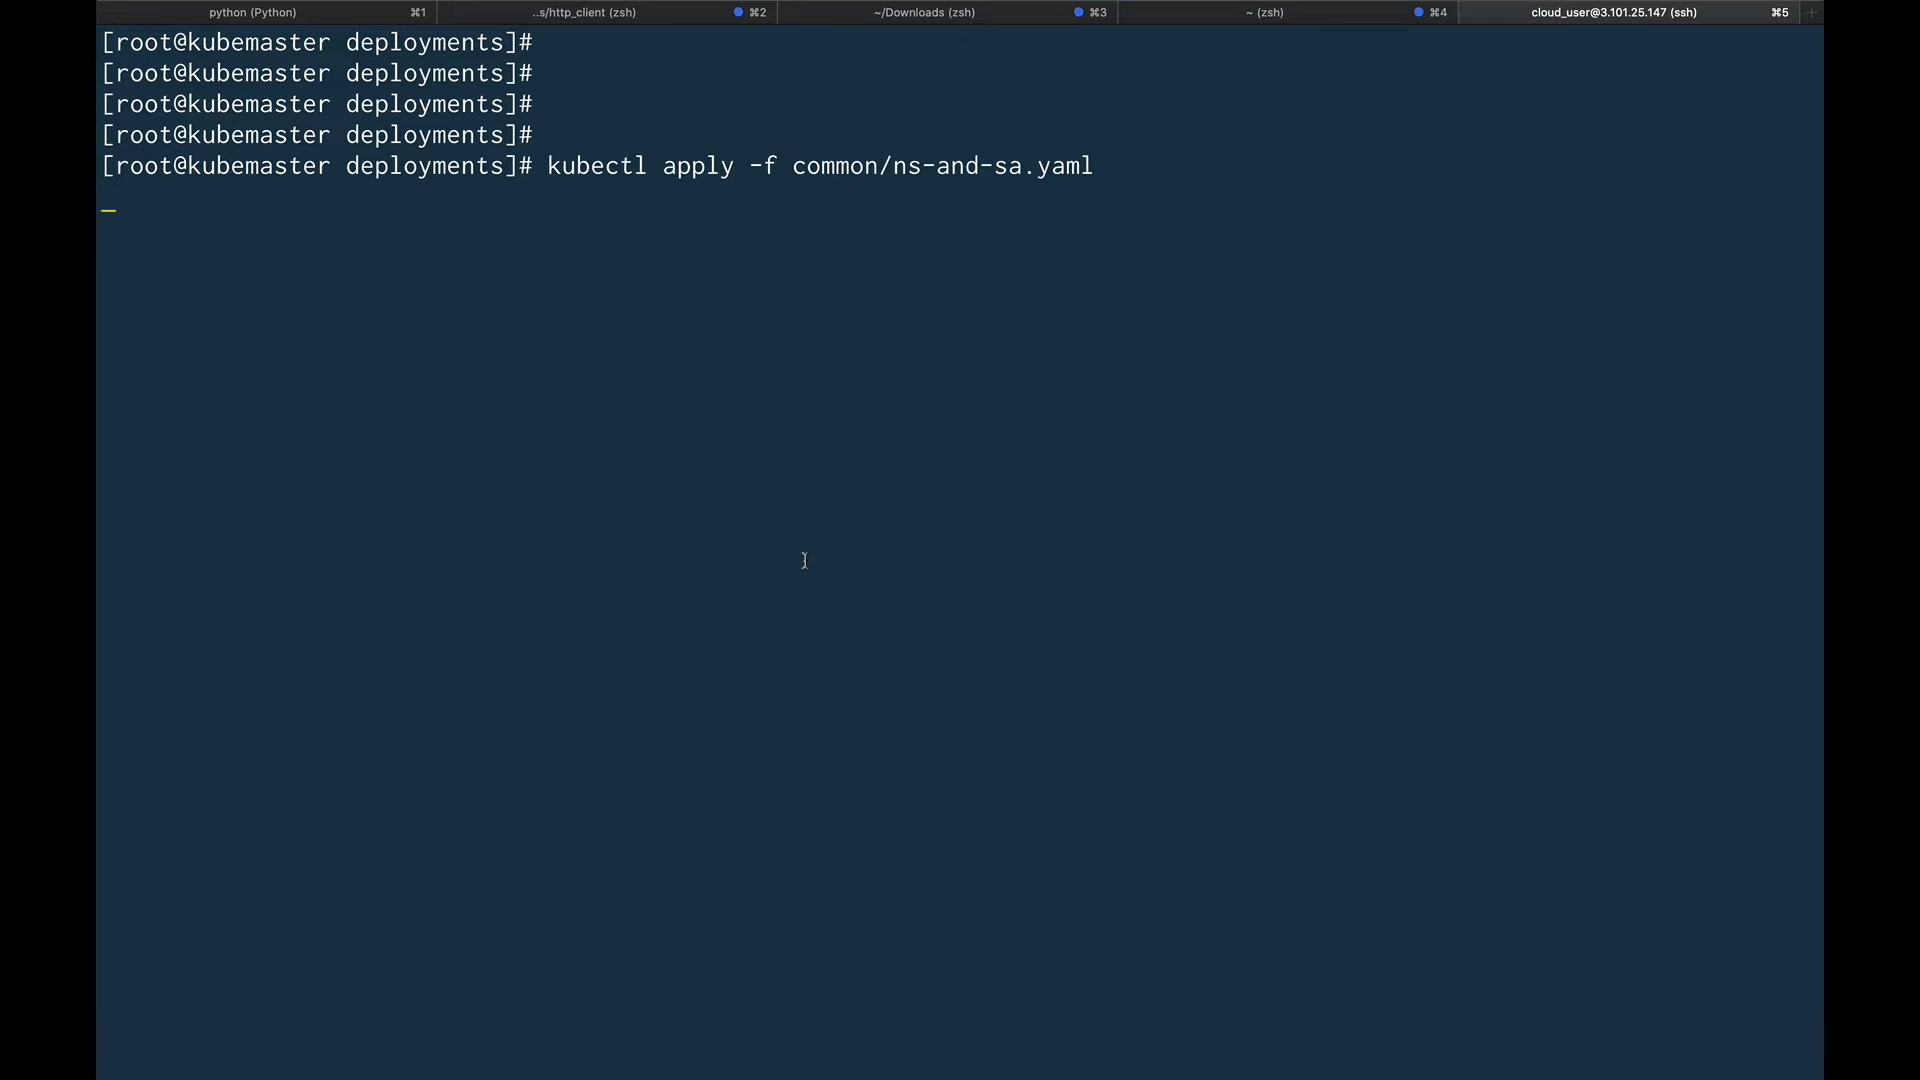 python (Python) ⌘1 ..s/http_client (zsh) ⌘2 ~/Downloads (zsh) ⌘3 ~ (zsh) ⌘4 cloud_user@3.101.25.147 (ssh) ⌘5 +
[root@kubemaster deployments]#
[root@kubemaster deployments]#
[root@kubemaster deployments]#
[root@kubemaster deployments]#
[root@kubemaster deployments]# kubectl apply -f common/ns-and-sa.yaml